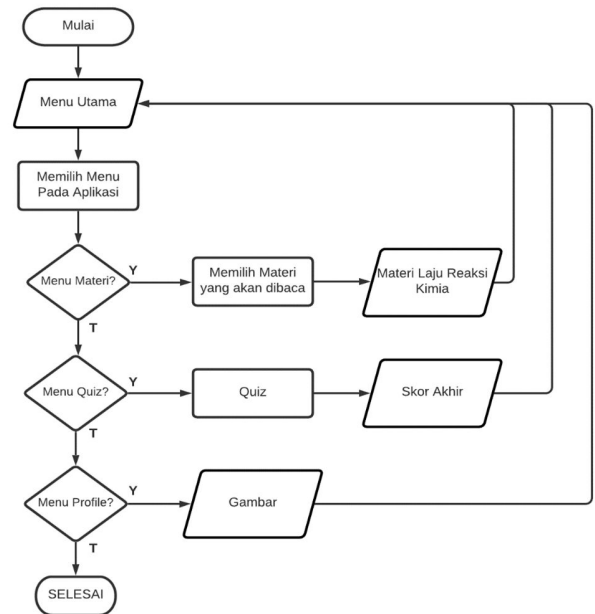 Mulai
Menu Utama
Memilih Menu
Pada Aplikasi
Menu Materi?
Y
Memilih Materi
yang akan dibaca
Materi Laju Reaksi
Kimia
T
Menu Quiz?
Y
Quiz
Skor Akhir
T
Menu Profile?
Y
Gambar
T
SELESAI